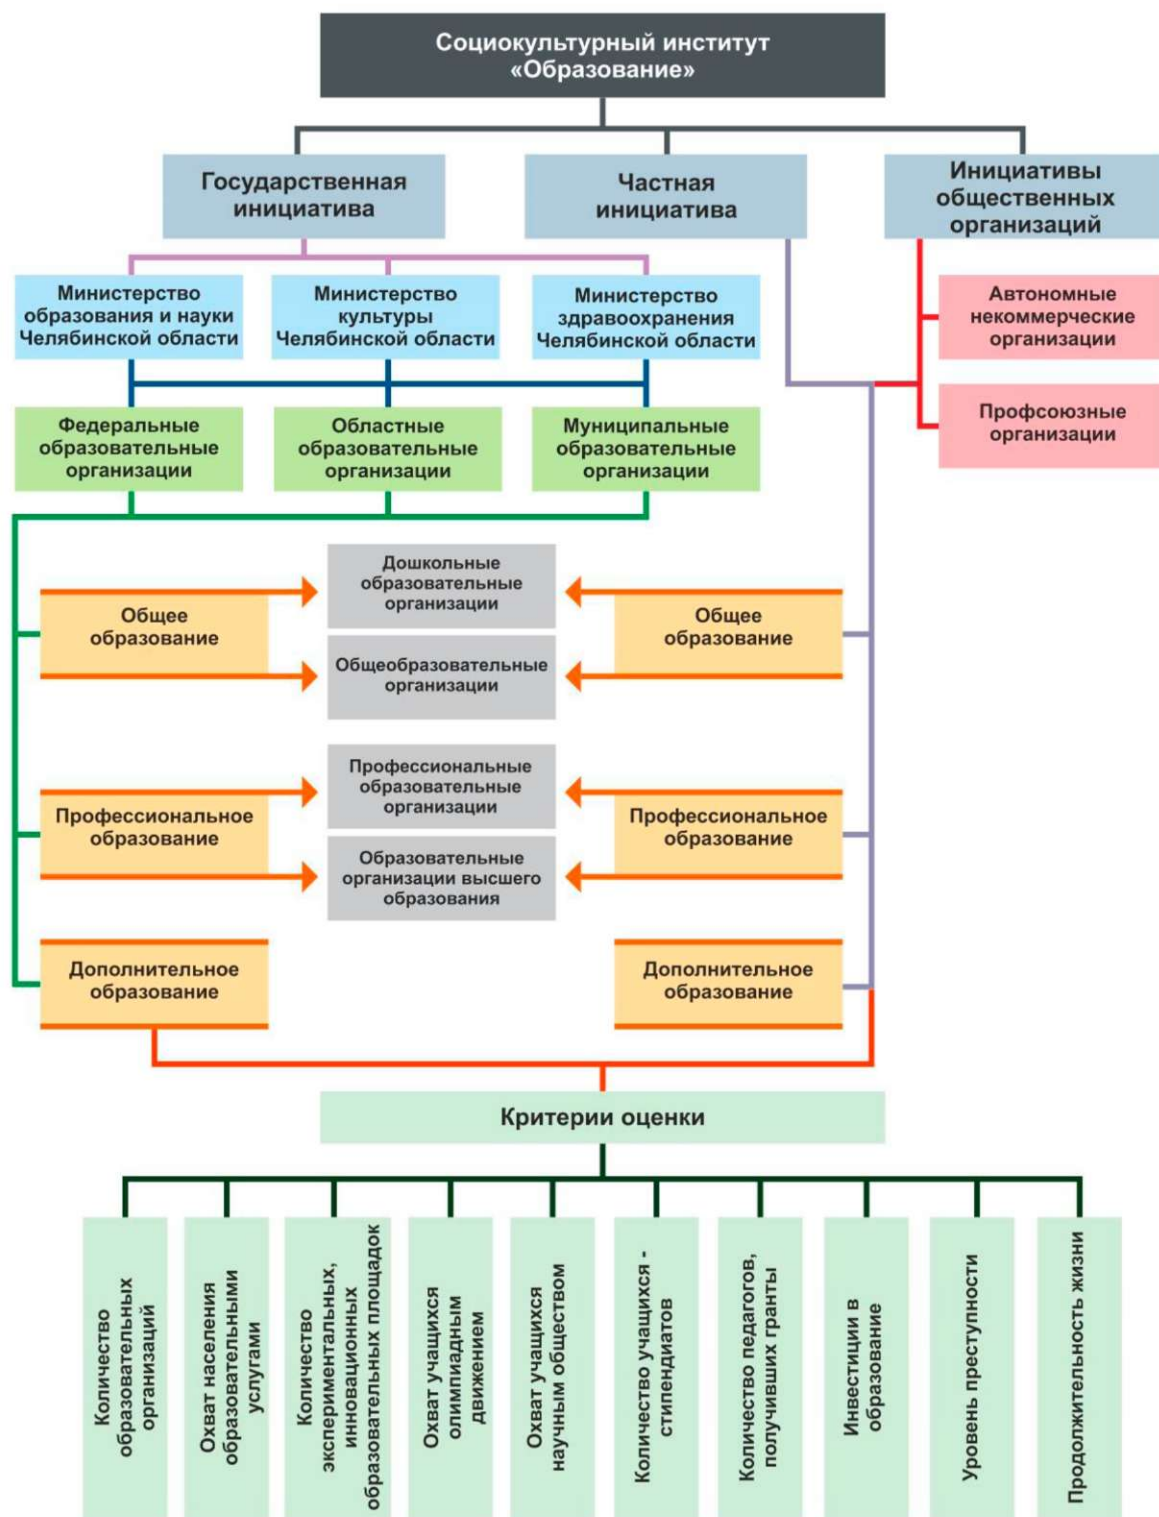 Социокультурный институт
«Образование»
Государственная
инициатива
Частная
инициатива
Инициативы
общественных
организаций
Министерство
образования и науки
Челябинской области
Министерство
культуры
Челябинской области
Министерство
здравоохранения
Челябинской области
Автономные
некоммерческие
организации
Профсоюзные
организации
Федеральные
образовательные
организации
Областные
образовательные
организации
Муниципальные
образовательные
организации
Дошкольные
образовательные
организации
Общее
образование
Общее
образование
Общеобразовательные
организации
Профессиональные
образовательные
организации
Профессиональное
образование
Профессиональное
образование
Образовательные
организации высшего
образования
Дополнительное
образование
Дополнительное
образование
Критерии оценки
Количество
образовательных
организаций
Охват населения
образовательными
услугами
Количество
экспериментальных,
инновационных
образовательных площадок
Охват учащихся
олимпиадным
движением
Охват учащихся
научным обществом
Количество учащихся -
стипендиатов
Количество педагогов,
получивших гранты
Инвестиции в
образование
Уровень преступности
Продолжительность жизни